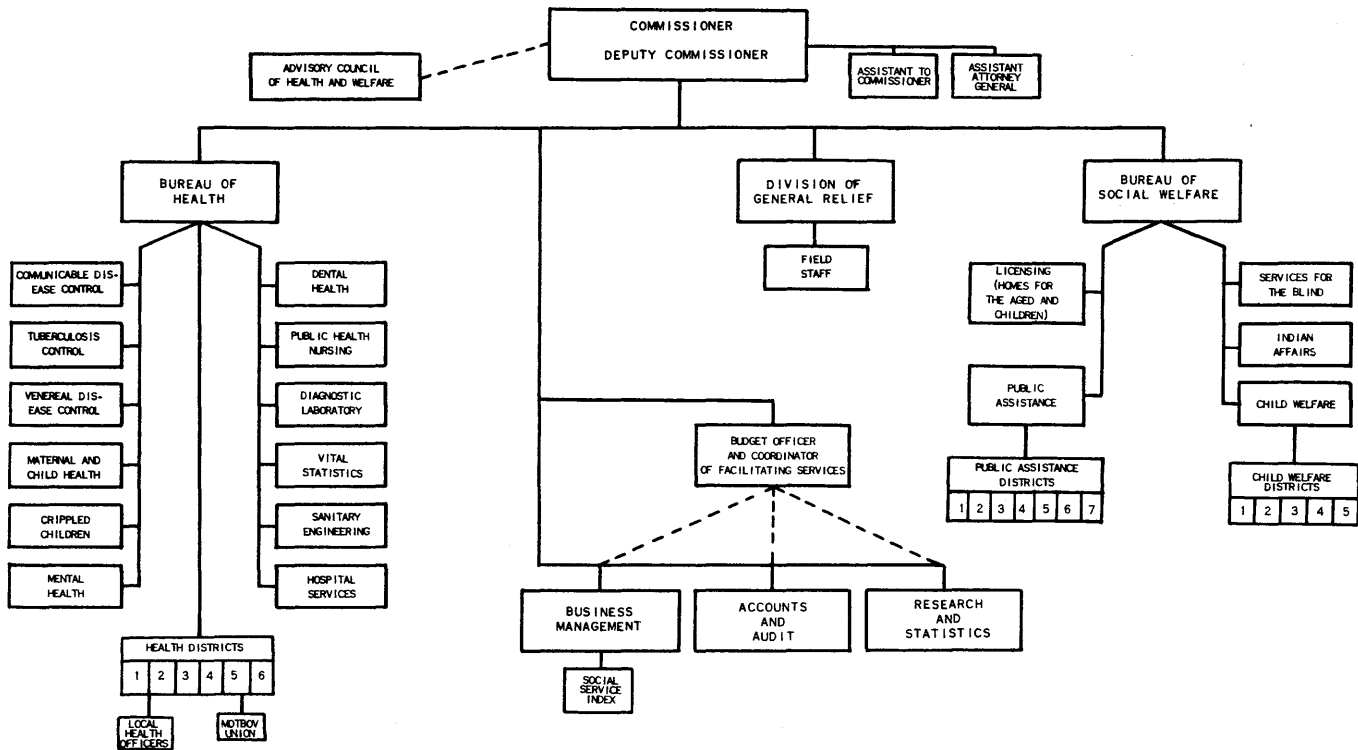 COMMISSIONER
DEPUTY COMMISSIONER
ADVISORY COUNCIL
OF HEALTH AND WELFARE
ASSISTANT TO
COMMISSIONER
ASSISTANT
ATTORNEY
GENERAL
BUREAU OF
HEALTH
DIVISION OF
GENERAL RELIEF
BUREAU OF
SOCIAL WELFARE
FIELD
STAFF
COMMUNICABLE DIS-
EASE CONTROL
TUBERCULOSIS
CONTROL
VENEREAL DIS-
EASE CONTROL
MATERNAL AND
CHILD HEALTH
CRIPPLED
CHILDREN
MENTAL
HEALTH
DENTAL
HEALTH
PUBLIC HEALTH
NURSING
DIAGNOSTIC
LABORATORY
VITAL
STATISTICS
SANITARY
ENGINEERING
HOSPITAL
SERVICES
HEALTH DISTRICTS
1 2 3 4 5 6
LOCAL
HEALTH
OFFICERS
MDTBOV
UNION
BUDGET OFFICER
AND COORDINATOR
OF FACILITATING SERVICES
BUSINESS
MANAGEMENT
ACCOUNTS
AND
AUDIT
RESEARCH
AND
STATISTICS
SOCIAL
SERVICE
INDEX
LICENSING
(HOMES FOR
THE AGED AND
CHILDREN)
PUBLIC
ASSISTANCE
PUBLIC ASSISTANCE
DISTRICTS
1 2 3 4 5 6 7
SERVICES FOR
THE BLIND
INDIAN
AFFAIRS
CHILD WELFARE
CHILD WELFARE
DISTRICTS
1 2 3 4 5